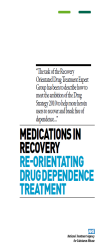 "The task of the Recovery
Orientated Drug Treatment Expert
Group has been to describe how to
meet the ambition of the Drug
Strategy 2010 to help more heroin
users to recover and break free of
dependence..."
MEDICATIONS IN
RECOVERY
RE-ORIENTATING
DRUG DEPENDENCE
TREATMENT
NHS
National Treatment Agency
for Substance Misuse